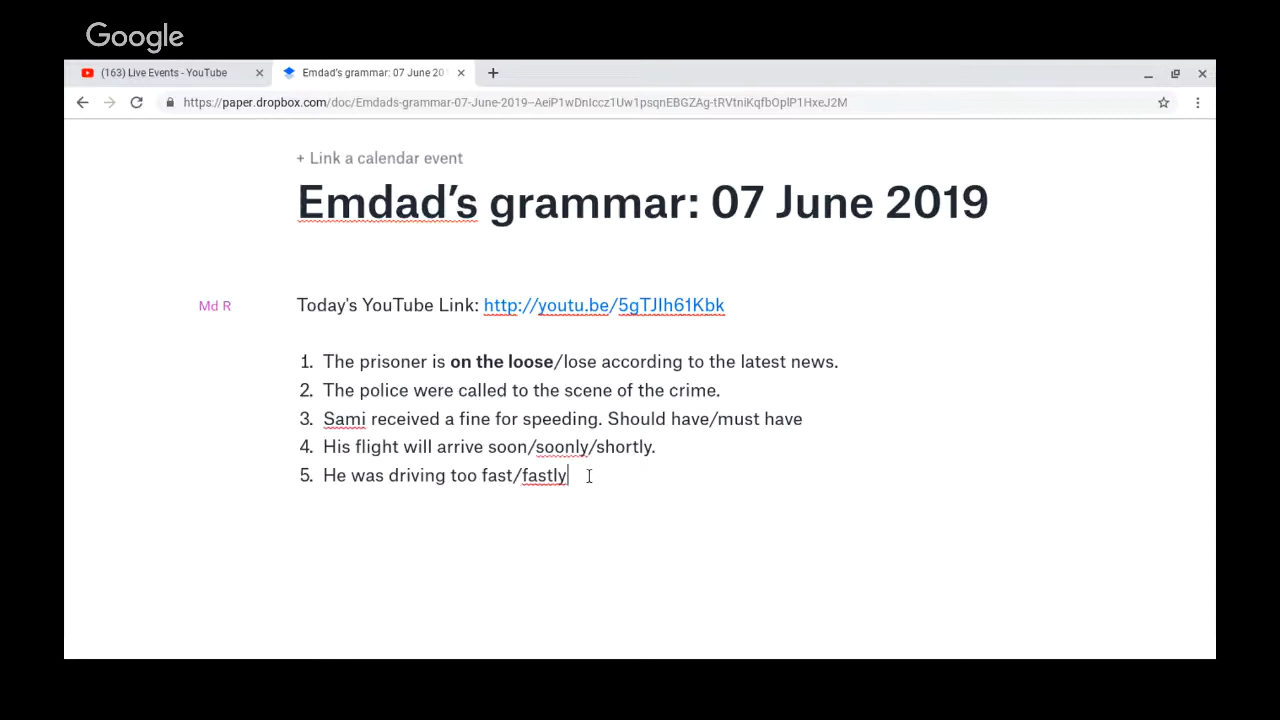 Google
(163) Live Events - YouTube
Emdad's grammar: 07 June 20
https://paper.dropbox.com/doc/Emdads-grammar-07-June-2019--AeiP1wDnIccz1Uw1psqnEBGZAg-tRVtniKqfbOplP1HxeJ2M
+ Link a calendar event
Emdad’s grammar: 07 June 2019
Md R
Today's YouTube Link: http://youtu.be/5gTJIh61Kbk
1. The prisoner is on the loose/lose according to the latest news.
2. The police were called to the scene of the crime.
3. Sami received a fine for speeding. Should have/must have
4. His flight will arrive soon/soonly/shortly.
5. He was driving too fast/fastly